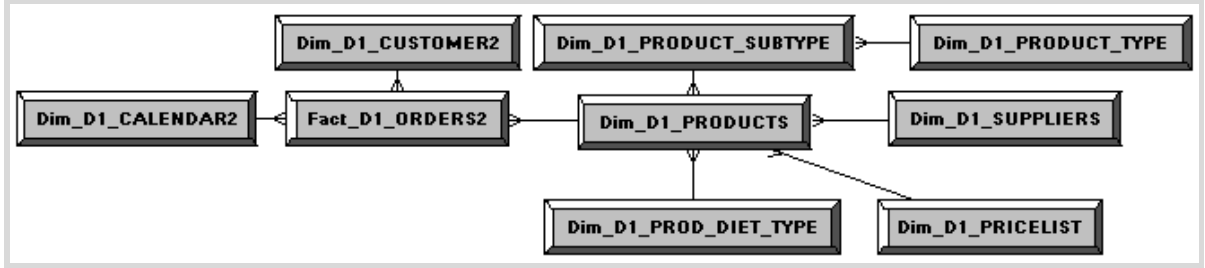 Dim_D1_CUSTOMER2
Dim_D1_PRODUCT_SUBTYPE
Dim_D1_PRODUCT_TYPE
Dim_D1_CALENDAR2
Fact_D1_ORDERS2
Dim_D1_PRODUCTS
Dim_D1_SUPPLIERS
Dim_D1_PROD_DIET_TYPE
Dim_D1_PRICELIST